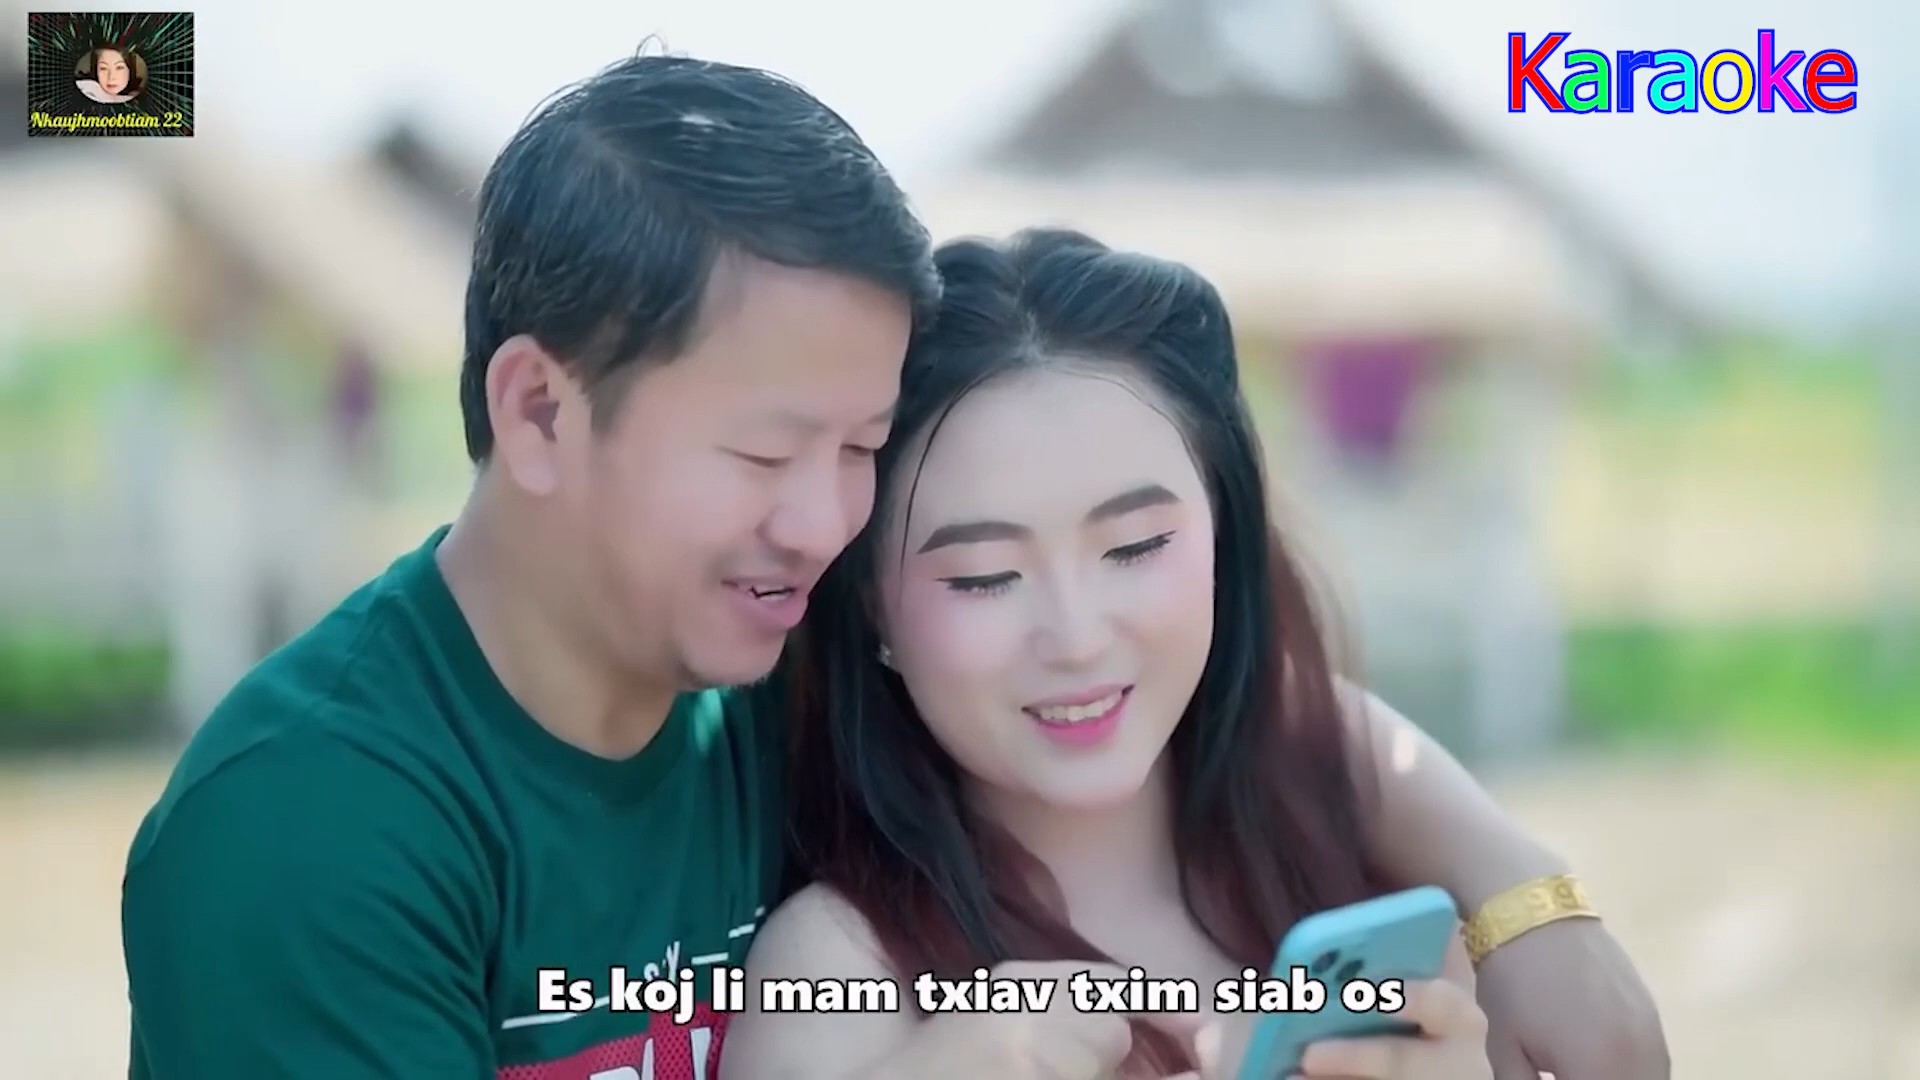 Nkaujhmoobtiam 22
Karaoke
Es koj li mam txiav txim siab os